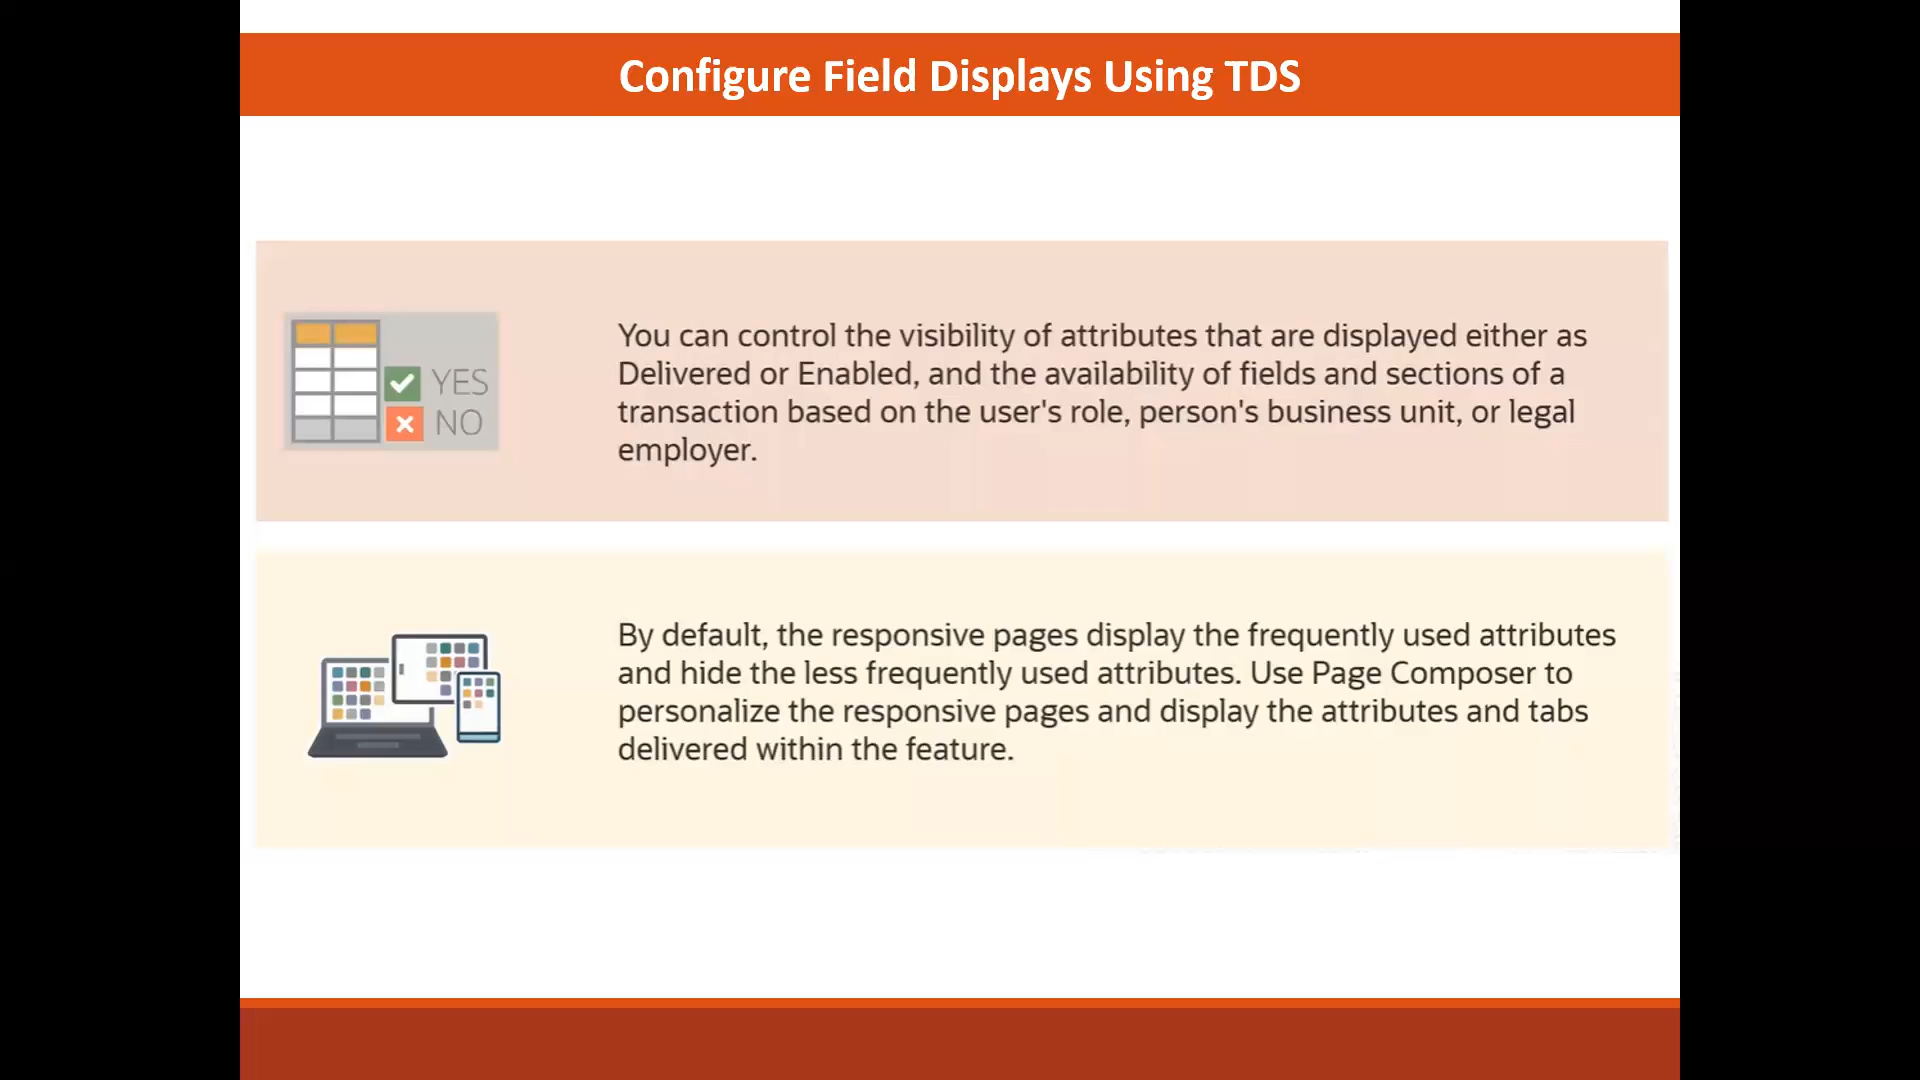 Configure Field Displays Using TDS
You can control the visibility of attributes that are displayed either as
Delivered or Enabled, and the availability of fields and sections of a
transaction based on the user's role, person's business unit, or legal
employer.
YES
NO
By default, the responsive pages display the frequently used attributes
and hide the less frequently used attributes. Use Page Composer to
personalize the responsive pages and display the attributes and tabs
delivered within the feature.